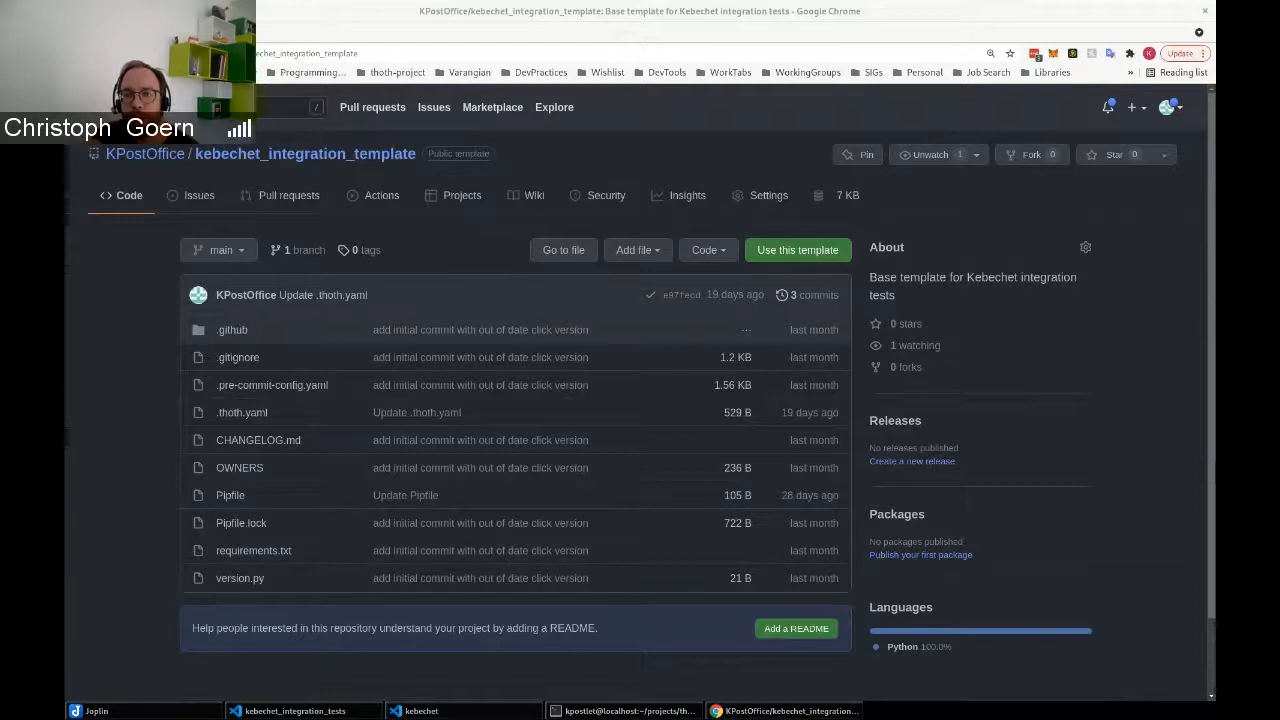 KPostOffice/kebechet_integration_template: Base template for Kebechet integration tests - Google Chrome
ebechet_integration_template
Update
Programming...
thoth-project
Varangian
DevPractices
Wishlist
DevTools
WorkTabs
WorkingGroups
SIGs
Personal
Job Search
Libraries
»
Reading list
/
Pull requests
Issues
Marketplace
Explore
Christoph Goern
KPostOffice / kebechet_integration_template
Public template
Pin
Unwatch 1
Fork 0
Star 0
Code
Issues
Pull requests
Actions
Projects
Wiki
Security
Insights
Settings
7 KB
main
1 branch
0 tags
Go to file
Add file
Code
Use this template
KPostOffice Update .thoth.yaml
e97fecd 19 days ago
3 commits
.github add initial commit with out of date click version ... last month
.gitignore add initial commit with out of date click version 1.2 KB last month
.pre-commit-config.yaml add initial commit with out of date click version 1.56 KB last month
.thoth.yaml Update .thoth.yaml 529 B 19 days ago
CHANGELOG.md add initial commit with out of date click version last month
OWNERS add initial commit with out of date click version 236 B last month
Pipfile Update Pipfile 105 B 28 days ago
Pipfile.lock add initial commit with out of date click version 722 B last month
requirements.txt add initial commit with out of date click version last month
version.py add initial commit with out of date click version 21 B last month
Help people interested in this repository understand your project by adding a README.
Add a README
About
Base template for Kebechet integration
tests
0 stars
1 watching
0 forks
Releases
No releases published
Create a new release
Packages
No packages published
Publish your first package
Languages
Python 100.0%
Joplin
kebechet_integration_tests
kebechet
kpostlet@localhost:~/projects/th...
KPostOffice/kebechet_integration...